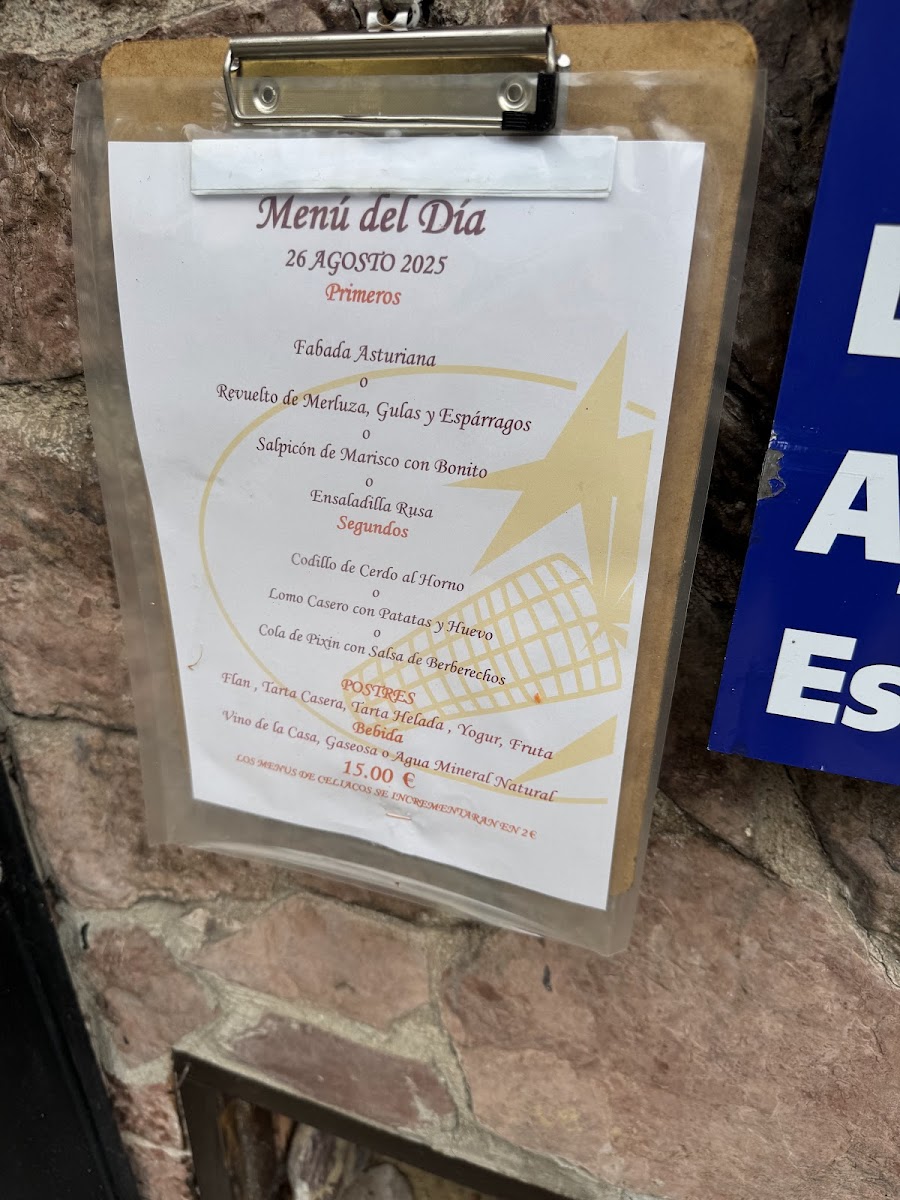 Menú del Día
26 AGOSTO 2025
Primeros
Fabada Asturiana
o
Revuelto de Merluza, Gulas y Espárragos
o
Salpicón de Marisco con Bonito
o
Ensaladilla Rusa
Segundos
Codillo de Cerdo al Horno
o
Lomo Casero con Patatas y Huevo
o
Cola de Pixin con Salsa de Berberechos
POSTRES
Flan , Tarta Casera, Tarta Helada , Yogur, Fruta
Bebida
Vino de la Casa, Gaseosa o Agua Mineral Natural
15.00 €
LOS MENUS DE CELIACOS SE INCREMENTARAN EN 2 €
A
Es